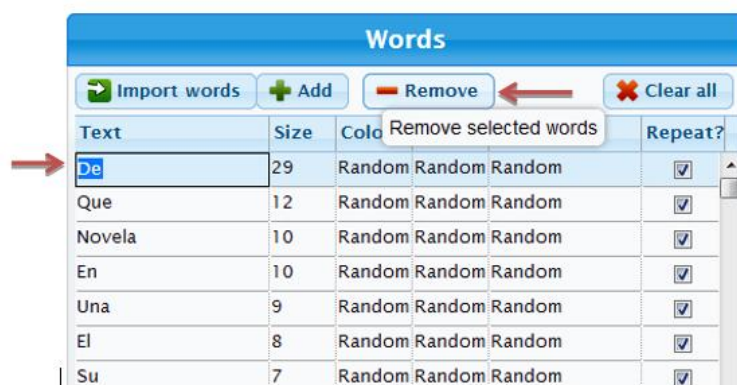 Words
Import words Add Remove Clear all
Remove selected words
Text Size Colo Repeat?
De 29 Random Random Random
Que 12 Random Random Random
Novela 10 Random Random Random
En 10 Random Random Random
Una 9 Random Random Random
El 8 Random Random Random
Su 7 Random Random Random